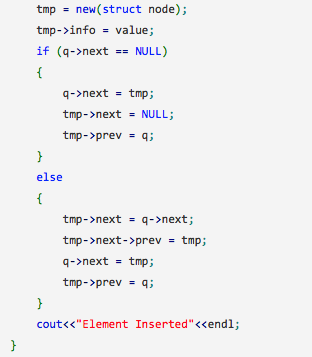 tmp = new(struct node);
tmp->info = value;
if (q->next == NULL)
{
q->next = tmp;
tmp->next = NULL;
tmp->prev = q;
}
else
{
tmp->next = q->next;
tmp->next->prev = tmp;
q->next = tmp;
tmp->prev = q;
}
cout<<"Element Inserted"<<endl;
}